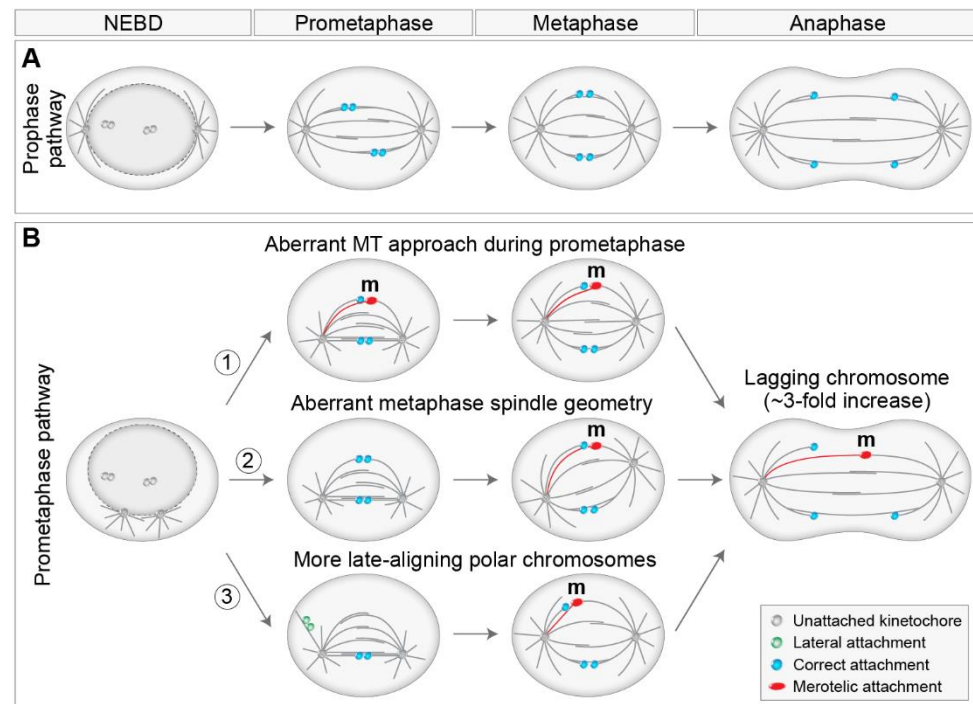 NEBD
Prometaphase
Metaphase
Anaphase
A
Prophase
pathway
B
Prometaphase pathway
Aberrant MT approach during prometaphase
m
m
1
Aberrant metaphase spindle geometry
m
2
More late-aligning polar chromosomes
m
3
Lagging chromosome
(~3-fold increase)
m
Unattached kinetochore
Lateral attachment
Correct attachment
Merotelic attachment